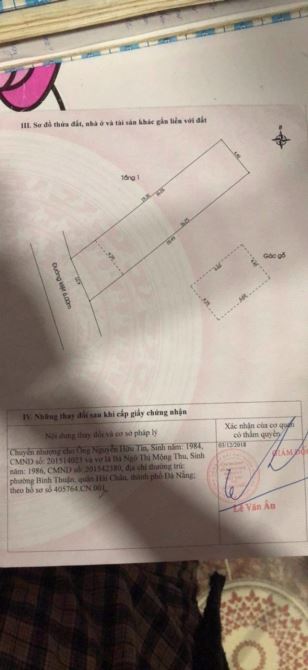 III. Sơ đồ thửa đất, nhà ở và tài sản khác gắn liền với đất
B
Tầng 1
Đường kiệt 6.00m
Gác gỗ
IV. Những thay đổi sau khi cấp giấy chứng nhận
Nội dung thay đổi và cơ sở pháp lý
Xác nhận của cơ quan có thẩm quyền
Chuyển nhượng cho Ông Nguyễn Hữu Tín, Sinh năm: 1984,
CMND số: 201514023 và vợ là Bà Ngô Thị Mộng Thu, Sinh
năm: 1986, CMND số: 201542380, địa chỉ thường trú:
phường Bình Thuận, quận Hải Châu, thành phố Đà Nẵng;
theo hồ sơ số 405764.CN.001
03/12/2018
GIÁM ĐỐ
Lê Văn Ân